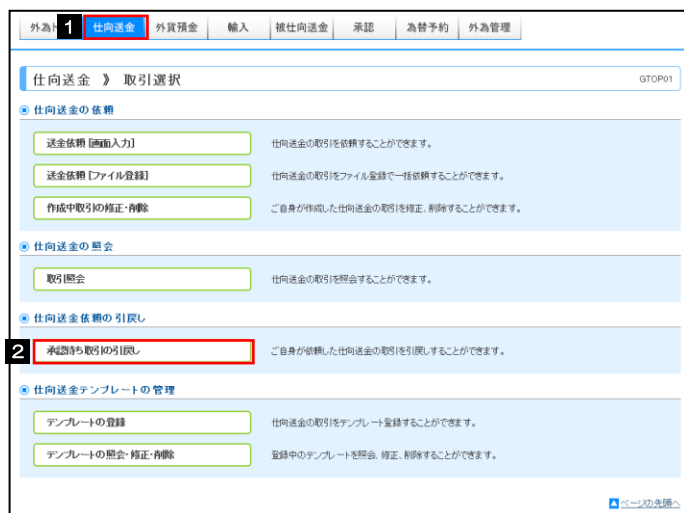 外為ト 1 仕向送金 外貨預金 輸入 被仕向送金 承認 為替予約 外為管理
仕向送金 》 取引選択 GTOP01
仕向送金の依頼
送金依頼[画面入力] 仕向送金の取引を依頼することができます。
送金依頼[ファイル登録] 仕向送金の取引をファイル登録で一括依頼することができます。
作成中取引の修正・削除 ご自身が作成した仕向送金の取引を修正、削除することができます。
仕向送金の照会
取引照会 仕向送金の取引を照会することができます。
仕向送金依頼の引戻し
2 承認待ち取引の引戻し ご自身が依頼した仕向送金の取引を引戻しすることができます。
仕向送金テンプレートの管理
テンプレートの登録 仕向送金の取引をテンプレート登録することができます。
テンプレートの照会・修正・削除 登録中のテンプレートを照会、修正、削除することができます。
ページの先頭へ